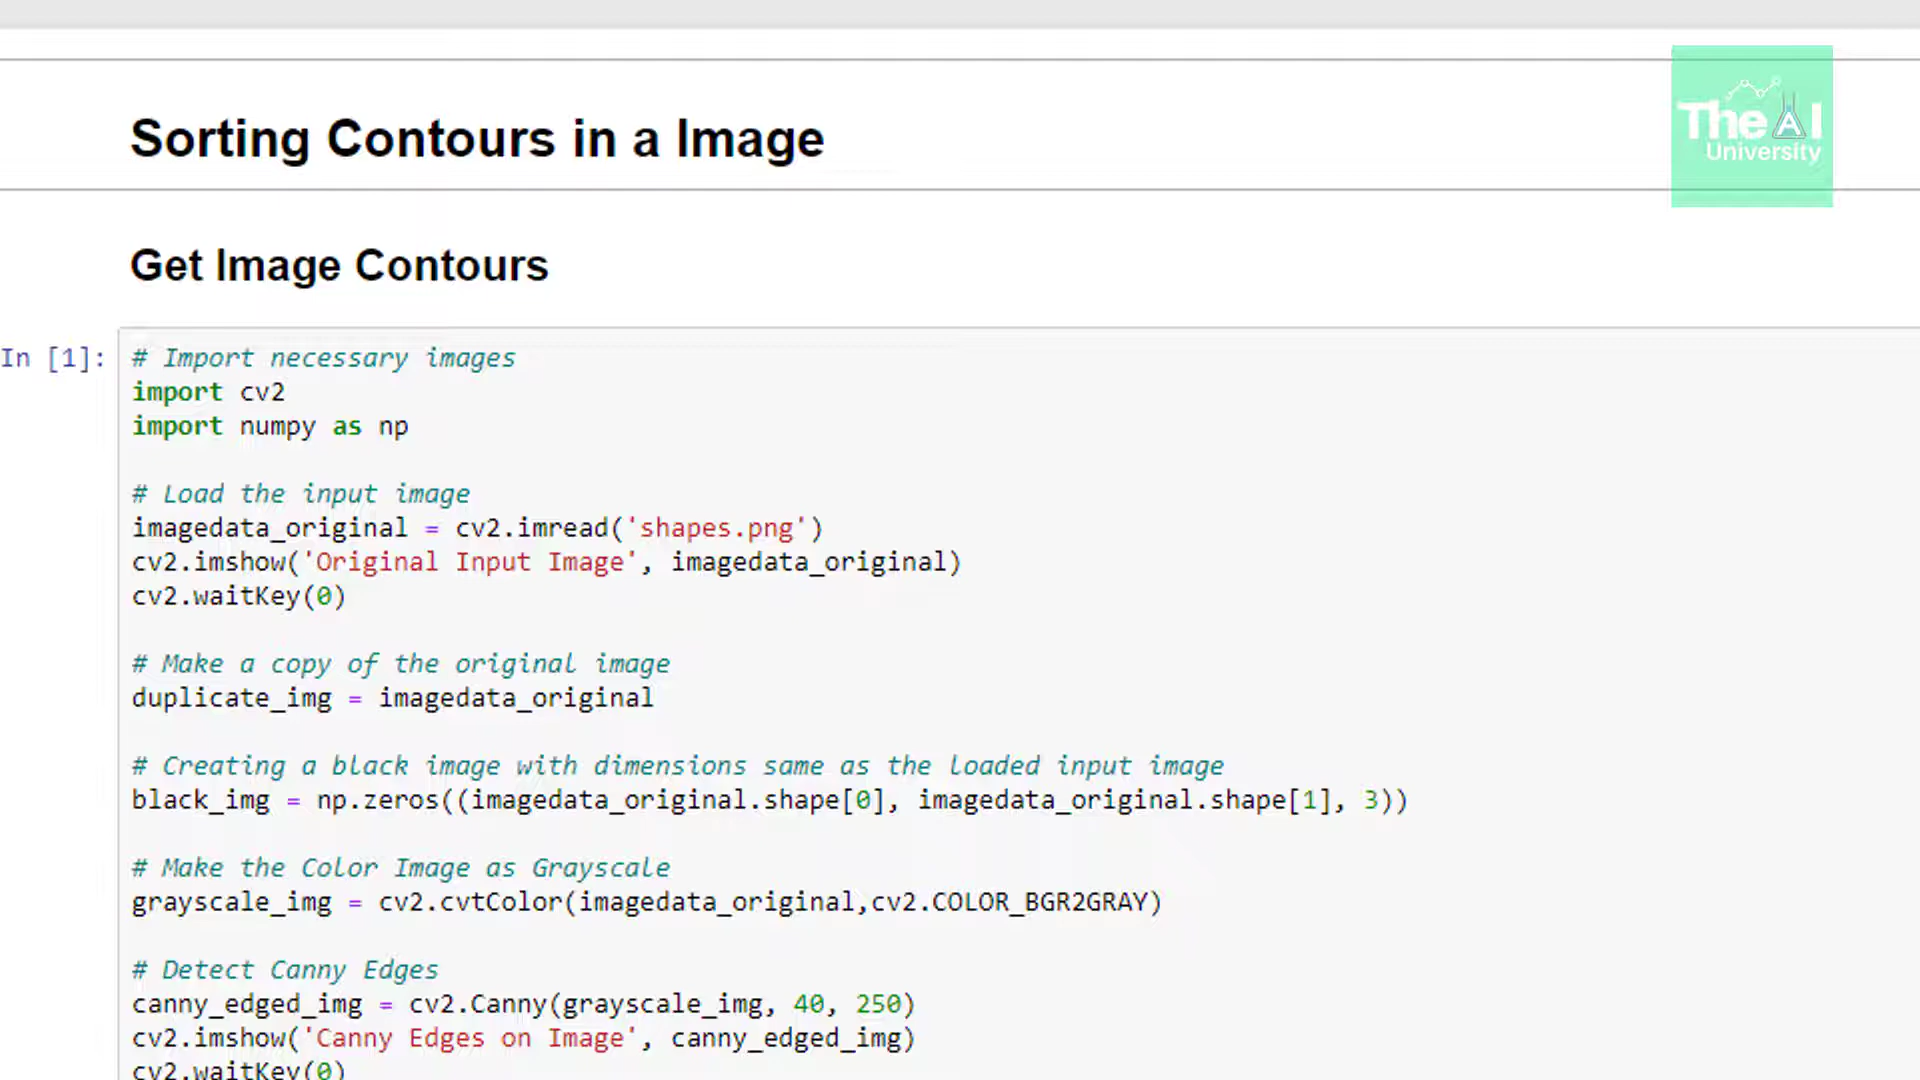 The AI
University
Sorting Contours in a Image
Get Image Contours
In [1]:
# Import necessary images
import cv2
import numpy as np
# Load the input image
imagedata_original = cv2.imread('shapes.png')
cv2.imshow('Original Input Image', imagedata_original)
cv2.waitKey(0)
# Make a copy of the original image
duplicate_img = imagedata_original
# Creating a black image with dimensions same as the loaded input image
black_img = np.zeros((imagedata_original.shape[0], imagedata_original.shape[1], 3))
# Make the Color Image as Grayscale
grayscale_img = cv2.cvtColor(imagedata_original,cv2.COLOR_BGR2GRAY)
# Detect Canny Edges
canny_edged_img = cv2.Canny(grayscale_img, 40, 250)
cv2.imshow('Canny Edges on Image', canny_edged_img)
cv2.waitKey(0)